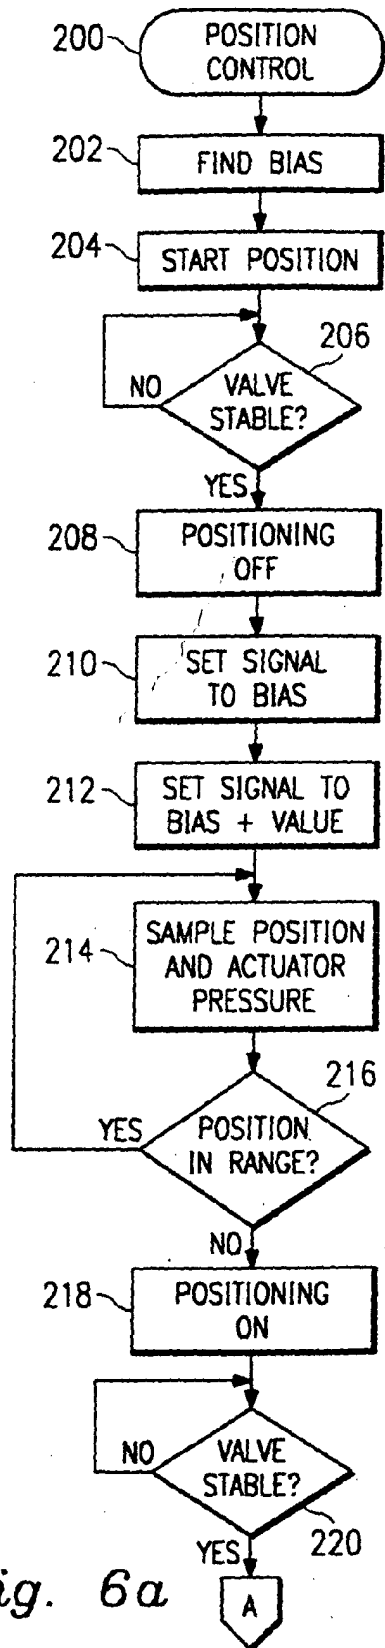 200
POSITION
CONTROL
202
FIND BIAS
204
START POSITION
206
NO
VALVE
STABLE?
YES
208
POSITIONING
OFF
210
SET SIGNAL
TO BIAS
212
SET SIGNAL TO
BIAS + VALUE
214
SAMPLE POSITION
AND ACTUATOR
PRESSURE
216
YES
POSITION
IN RANGE?
NO
218
POSITIONING
ON
NO
VALVE
STABLE?
220
YES
A
ig. 6a